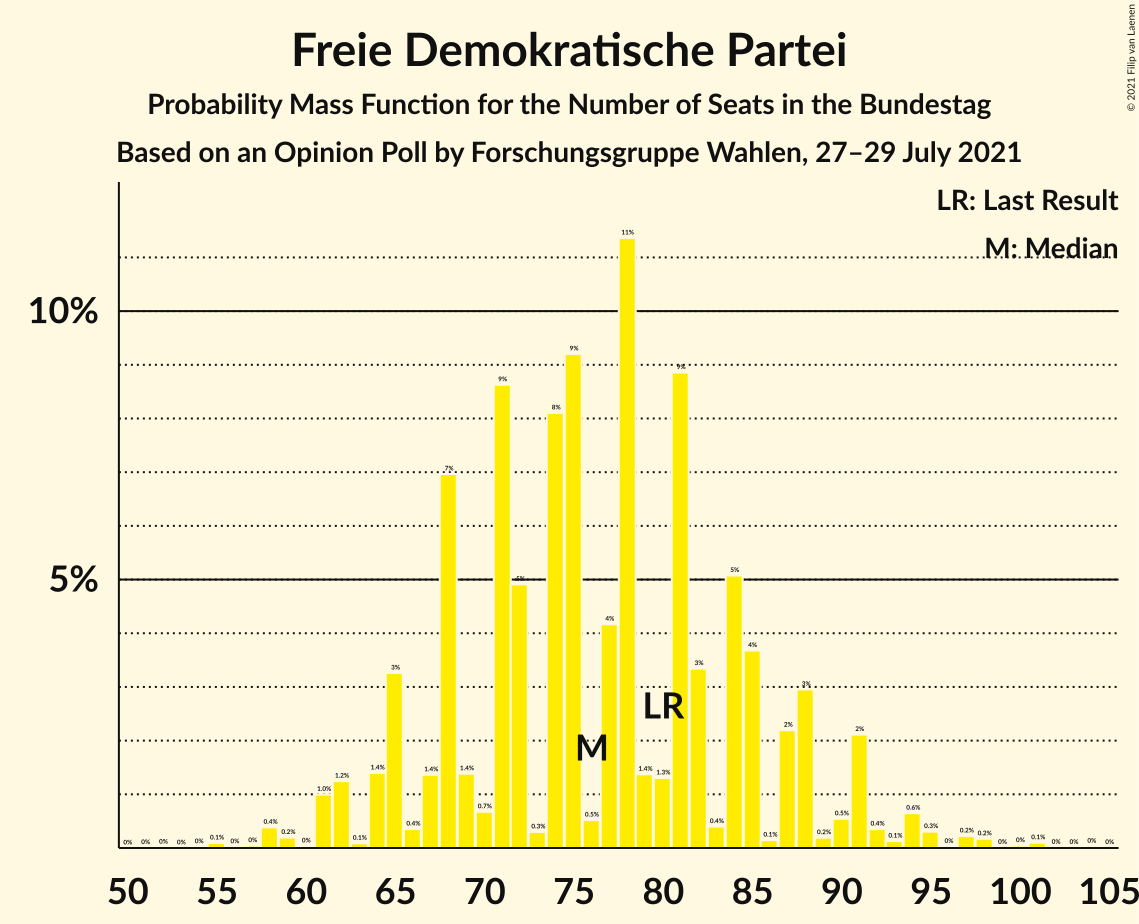 Freie Demokratische Partei
Probability Mass Function for the Number of Seats in the Bundestag
Based on an Opinion Poll by Forschungsgruppe Wahlen, 27–29 July 2021
© 2021 Filip van Laenen
LR: Last Result
M: Median
10%
5%
0% 0% 0% 0% 0% 0.1% 0% 0% 0.4% 0.2% 0% 1.0% 1.2% 0.1% 1.4% 3% 0.4% 1.4% 7% 1.4% 0.7% 9% 5% 0.3% 8% 9% 0.5% 4% 11% 1.4% 1.3% 9% 3% 0.4% 5% 4% 0.1% 2% 3% 0.2% 0.5% 2% 0.4% 0.1% 0.6% 0.3% 0% 0.2% 0.2% 0% 0% 0.1% 0% 0% 0% 0%
LR
M
50 55 60 65 70 75 80 85 90 95 100 105